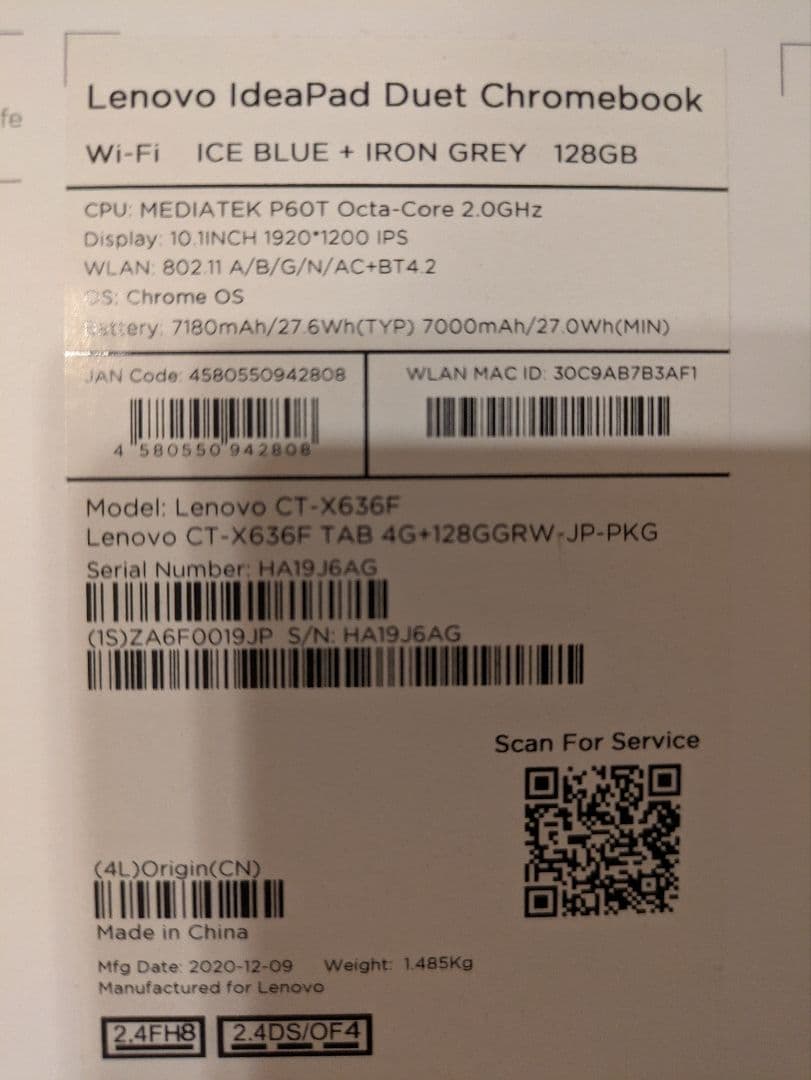 fe
Lenovo IdeaPad Duet Chromebook
Wi-Fi ICE BLUE + IRON GREY 128GB
CPU: MEDIATEK P60T Octa-Core 2.0GHz
Display: 10.1INCH 1920*1200 IPS
WLAN: 802.11 A/B/G/N/AC+BT4.2
OS: Chrome OS
Battery: 7180mAh/27.6Wh(TYP) 7000mAh/27.0Wh(MIN)
JAN Code: 4580550942808
4 580550 942808
WLAN MAC ID: 30C9AB7B3AF1
Model: Lenovo CT-X636F
Lenovo CT-X636F TAB 4G+128GGRW-JP-PKG
Serial Number: HA19J6AG
(1S)ZA6F0019JP S/N: HA19J6AG
Scan For Service
(4L)Origin(CN)
Made in China
Mfg Date: 2020-12-09 Weight: 1.485Kg
Manufactured for Lenovo
2.4FH8 2.4DS/OF4